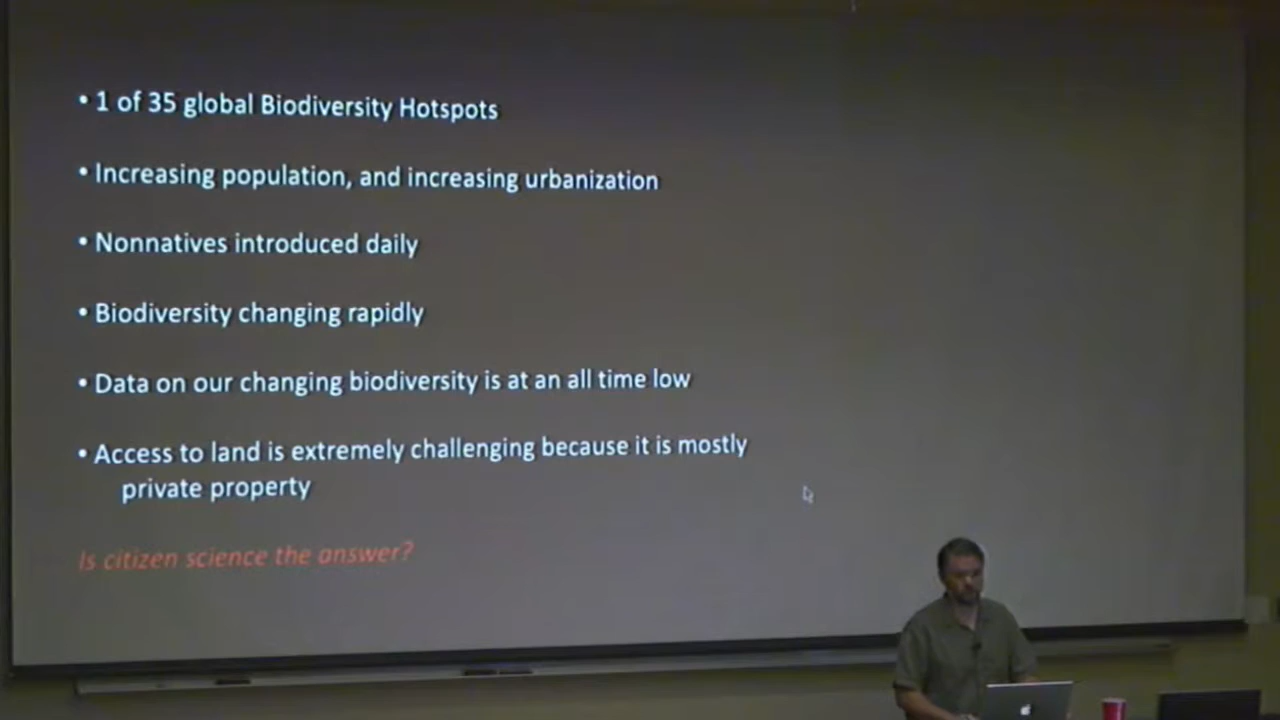 • 1 of 35 global Biodiversity Hotspots
• Increasing population, and increasing urbanization
• Nonnatives introduced daily
• Biodiversity changing rapidly
• Data on our changing biodiversity is at an all time low
• Access to land is extremely challenging because it is mostly
private property
Is citizen science the answer?